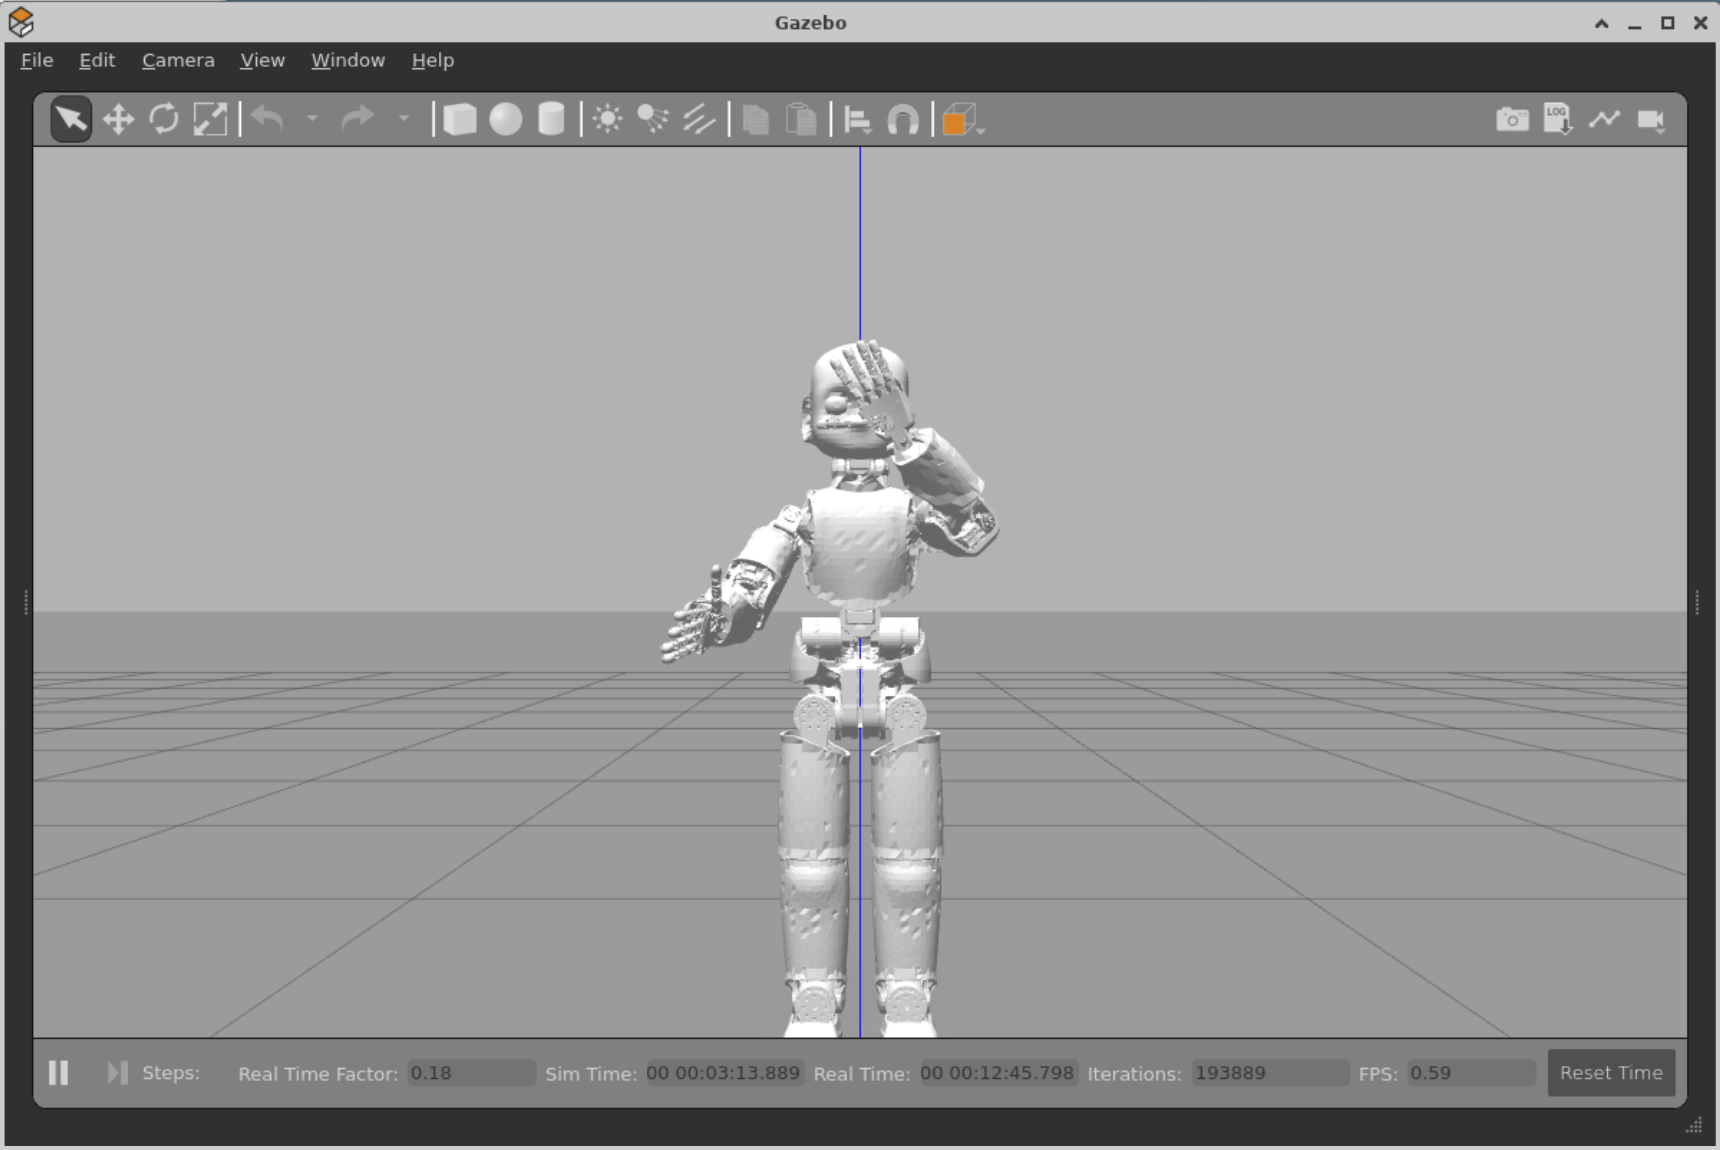 Gazebo
File Edit Camera View Window Help
LOG
Steps: Real Time Factor: 0.18 Sim Time: 00 00:03:13.889 Real Time: 00 00:12:45.798 Iterations: 193889 FPS: 0.59 Reset Time